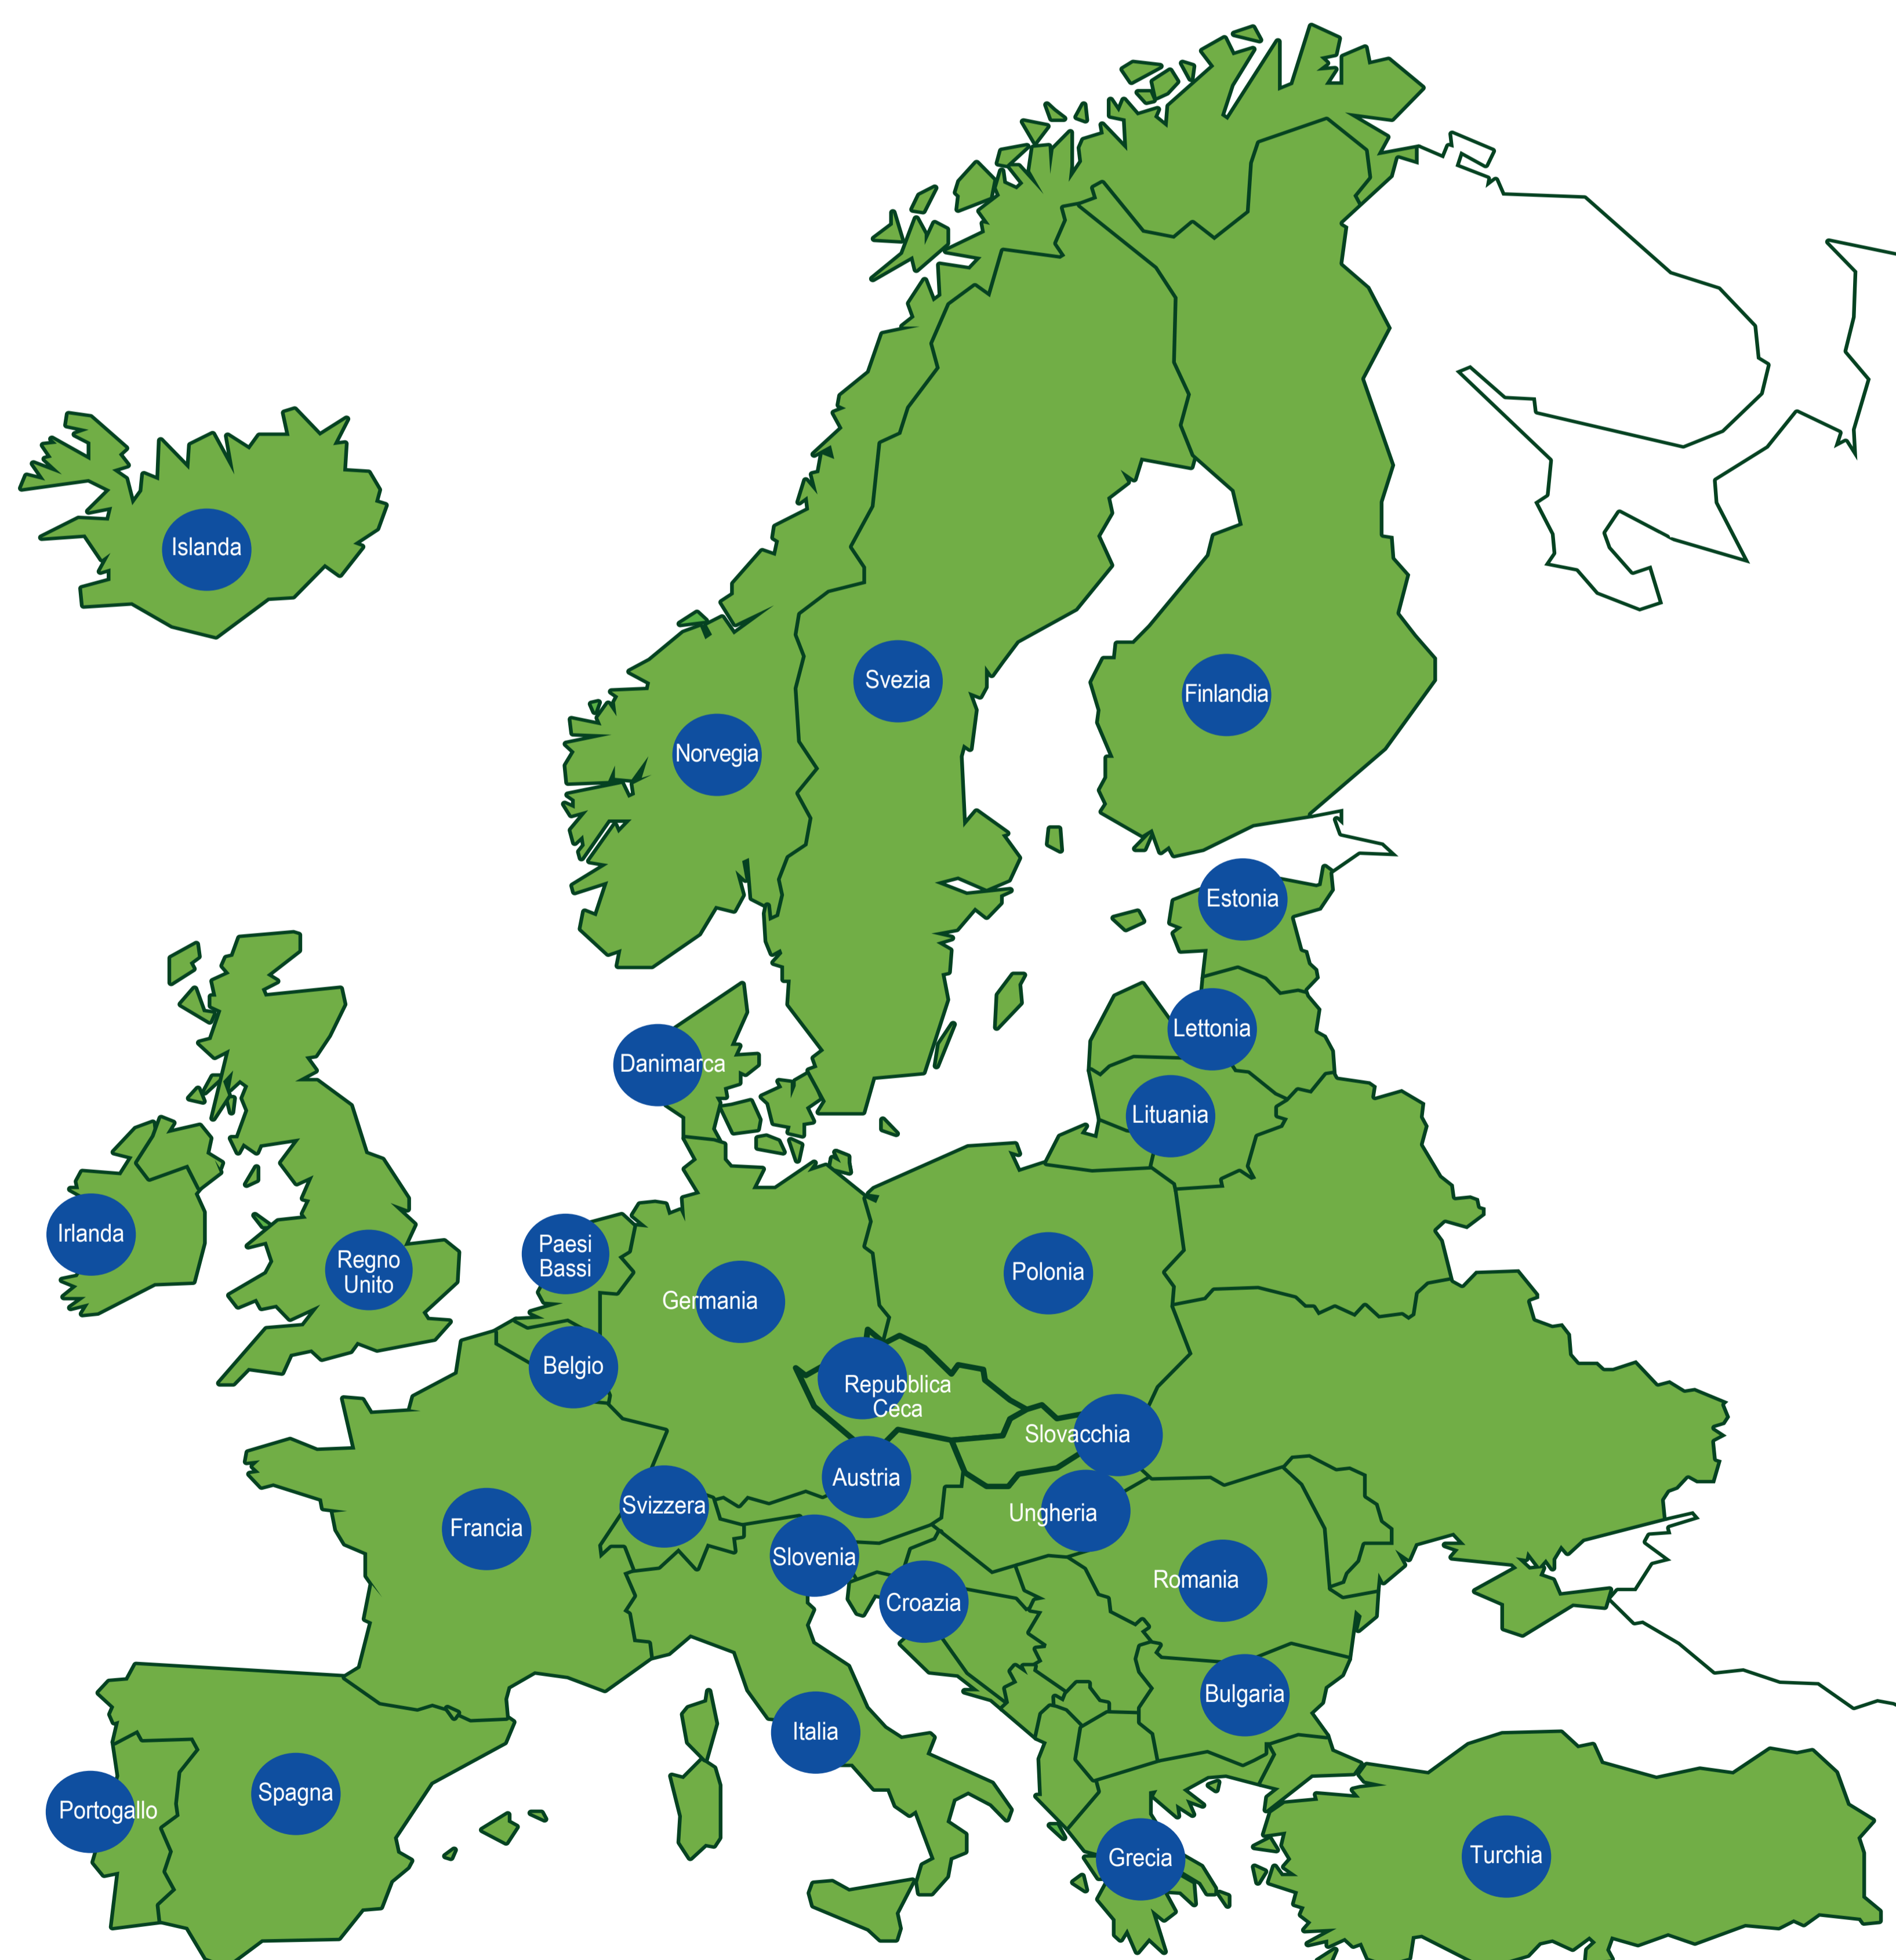 Islanda
Svezia
Finlandia
Norvegia
Estonia
Lettonia
Danimarca
Lituania
Irlanda
Paesi
Bassi
Regno
Unito
Polonia
Germania
Belgio
Repubblica
Ceca
Slovacchia
Austria
Svizzera
Ungheria
Francia
Slovenia
Romania
Croazia
Bulgaria
Italia
Spagna
Portogallo
Grecia
Turchia